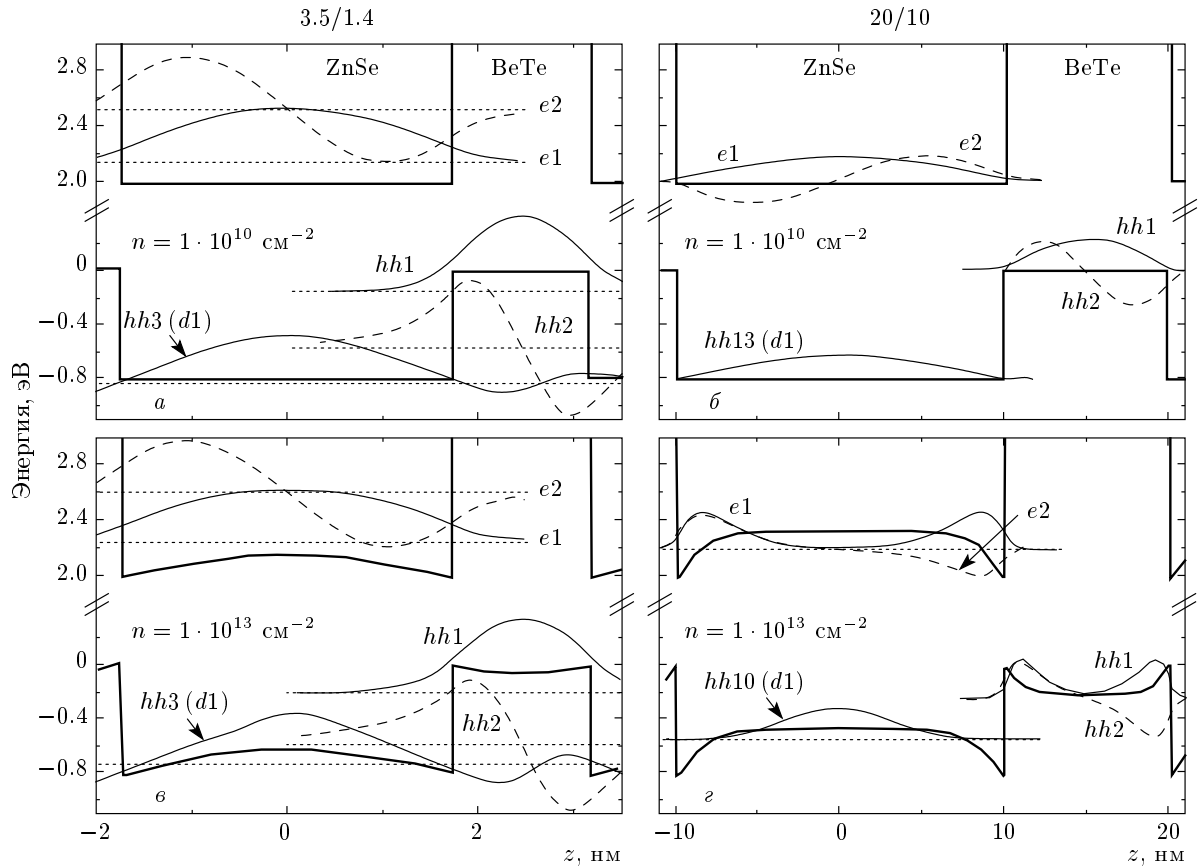 3.5/1.4
20/10
Энергия, эВ
ZnSe
BeTe
2.8
2.4
2.0
e2
e1
n = 1 · 10^10 см^−2
0
−0.4
−0.8
hh1
hh2
hh3 (d1)
а
ZnSe
BeTe
e1
e2
n = 1 · 10^10 см^−2
hh1
hh2
hh13 (d1)
б
2.8
2.4
2.0
e2
e1
n = 1 · 10^13 см^−2
0
−0.4
−0.8
hh1
hh3 (d1)
hh2
в
−2
0
2
z, нм
e1
e2
n = 1 · 10^13 см^−2
hh1
hh10 (d1)
hh2
г
−10
0
10
20
z, нм